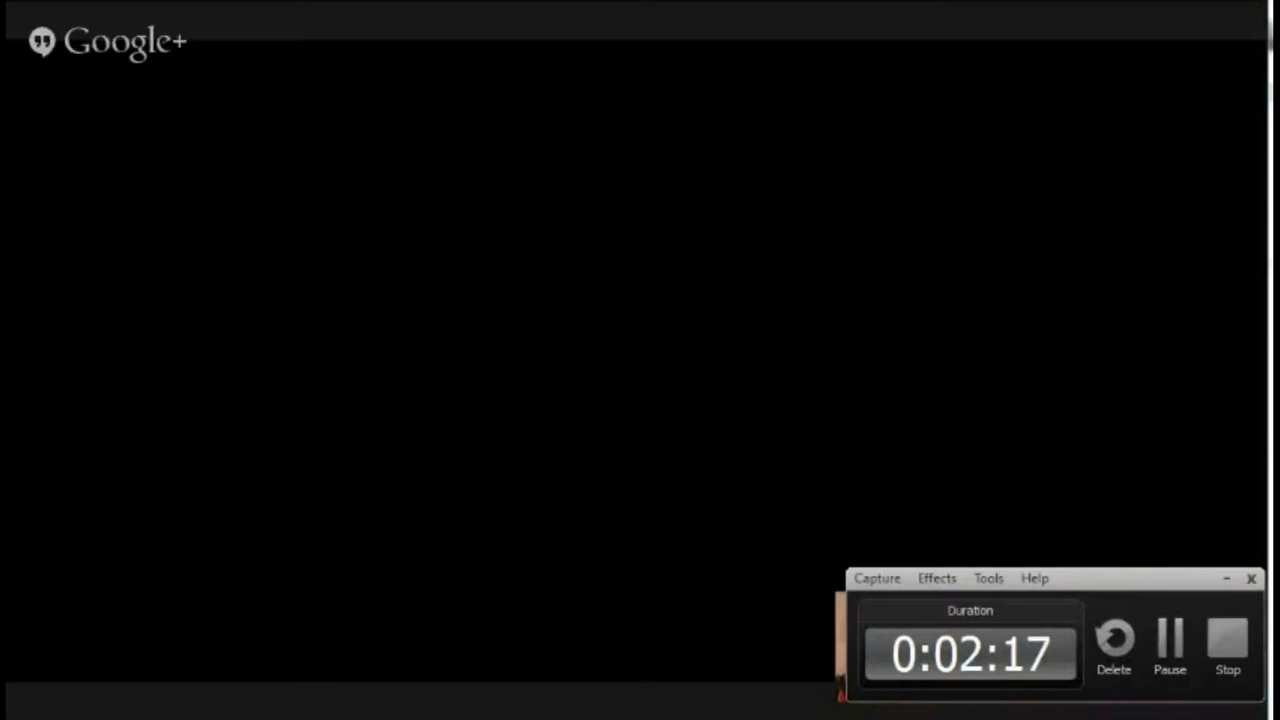 Google+
Capture Effects Tools Help
Duration
0:02:17
Delete Pause Stop